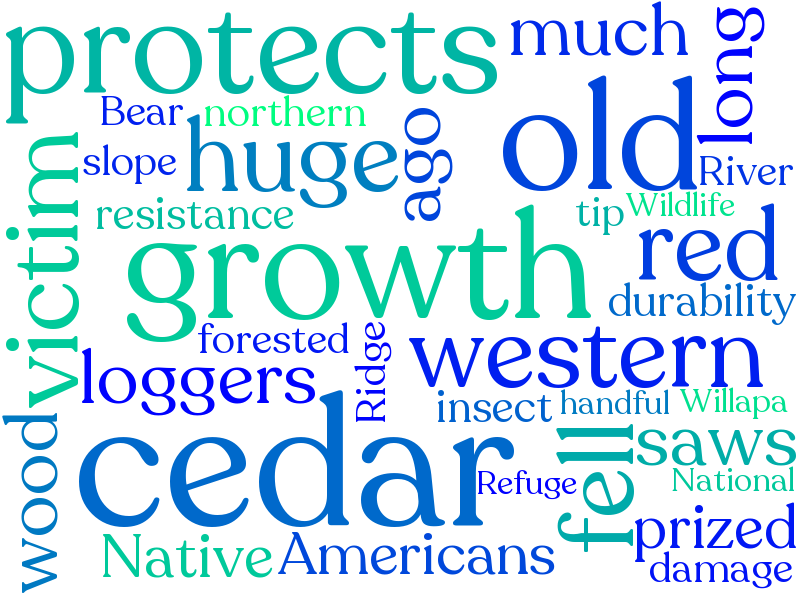 protects
much
long
Bear
northern
old
huge
ago
slope
River
victim
resistance
tip
Wildlife
growth
red
durability
forested
Ridge
western
loggers
insect
handful
Willapa
cedar
wood
fell
saws
Refuge
National
prized
Native
Americans
damage